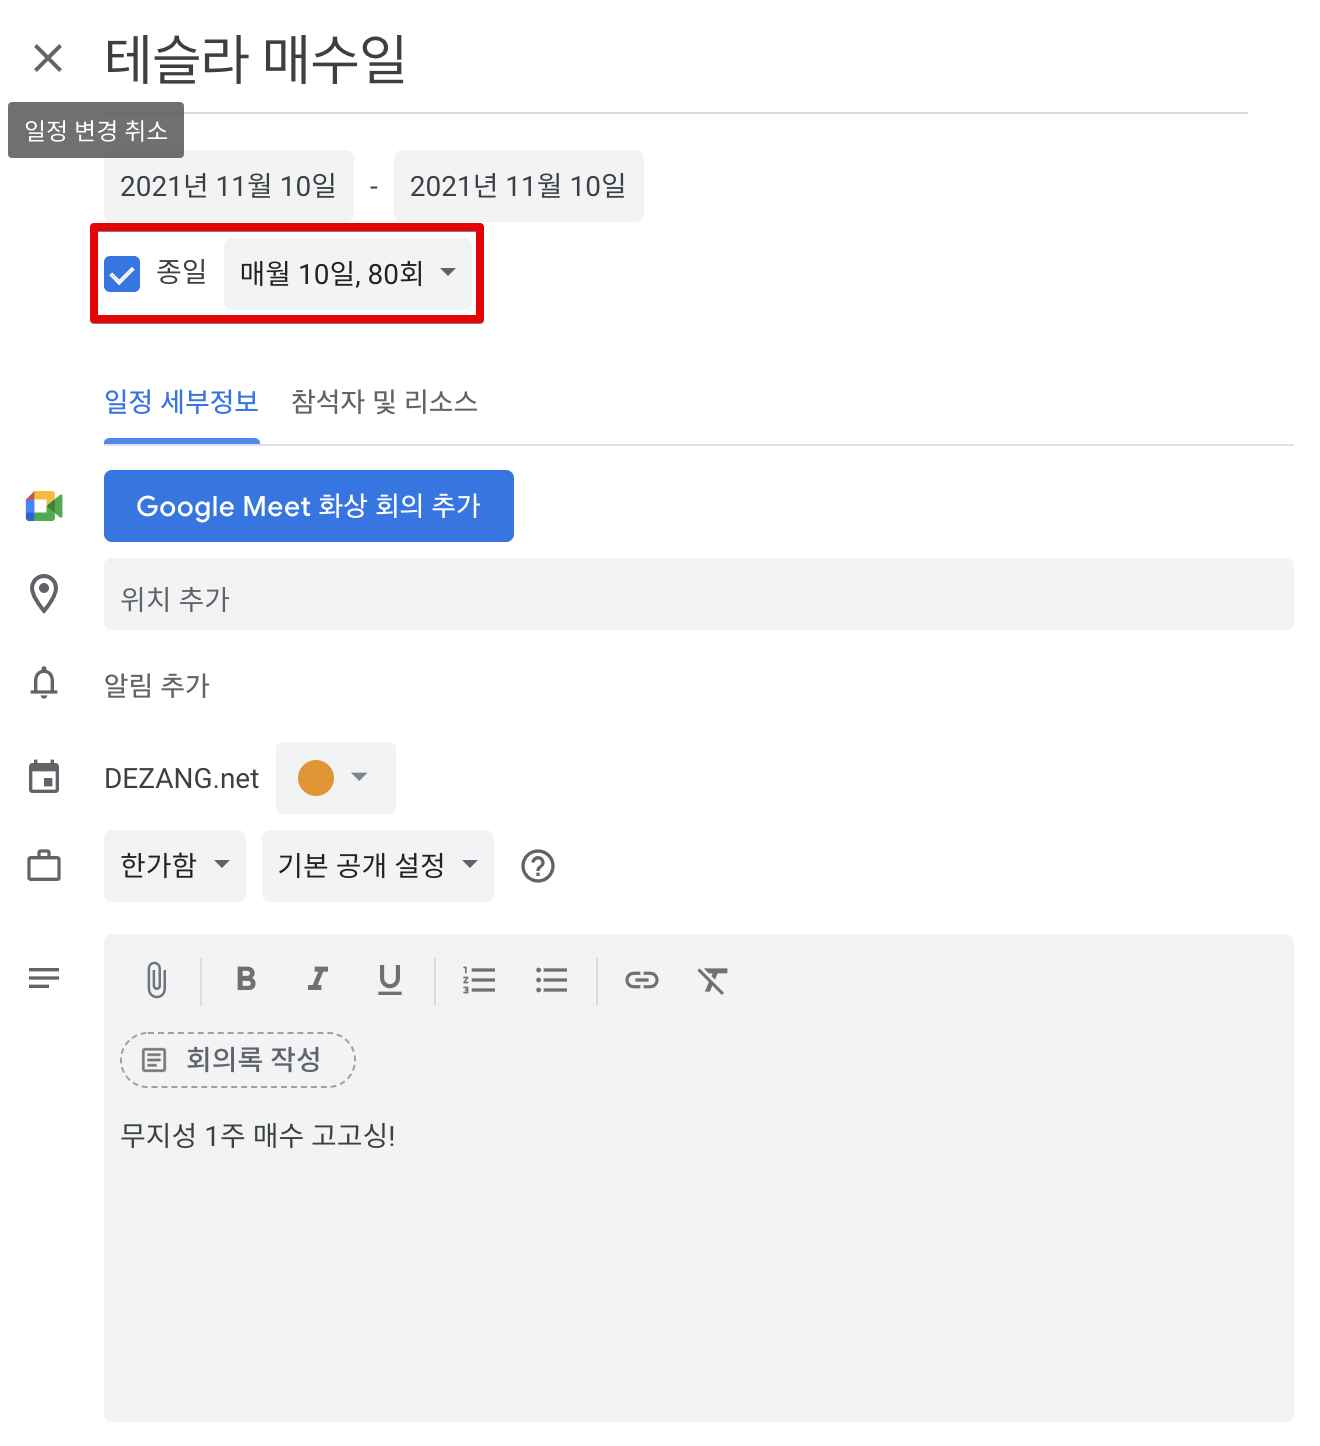 테슬라 매수일
일정 변경 취소
2021년 11월 10일 - 2021년 11월 10일
종일 매월 10일, 80회
일정 세부정보 참석자 및 리소스
Google Meet 화상 회의 추가
위치 추가
알림 추가
DEZANG.net
한가함 기본 공개 설정
B I U
회의록 작성
무지성 1주 매수 고고싱!